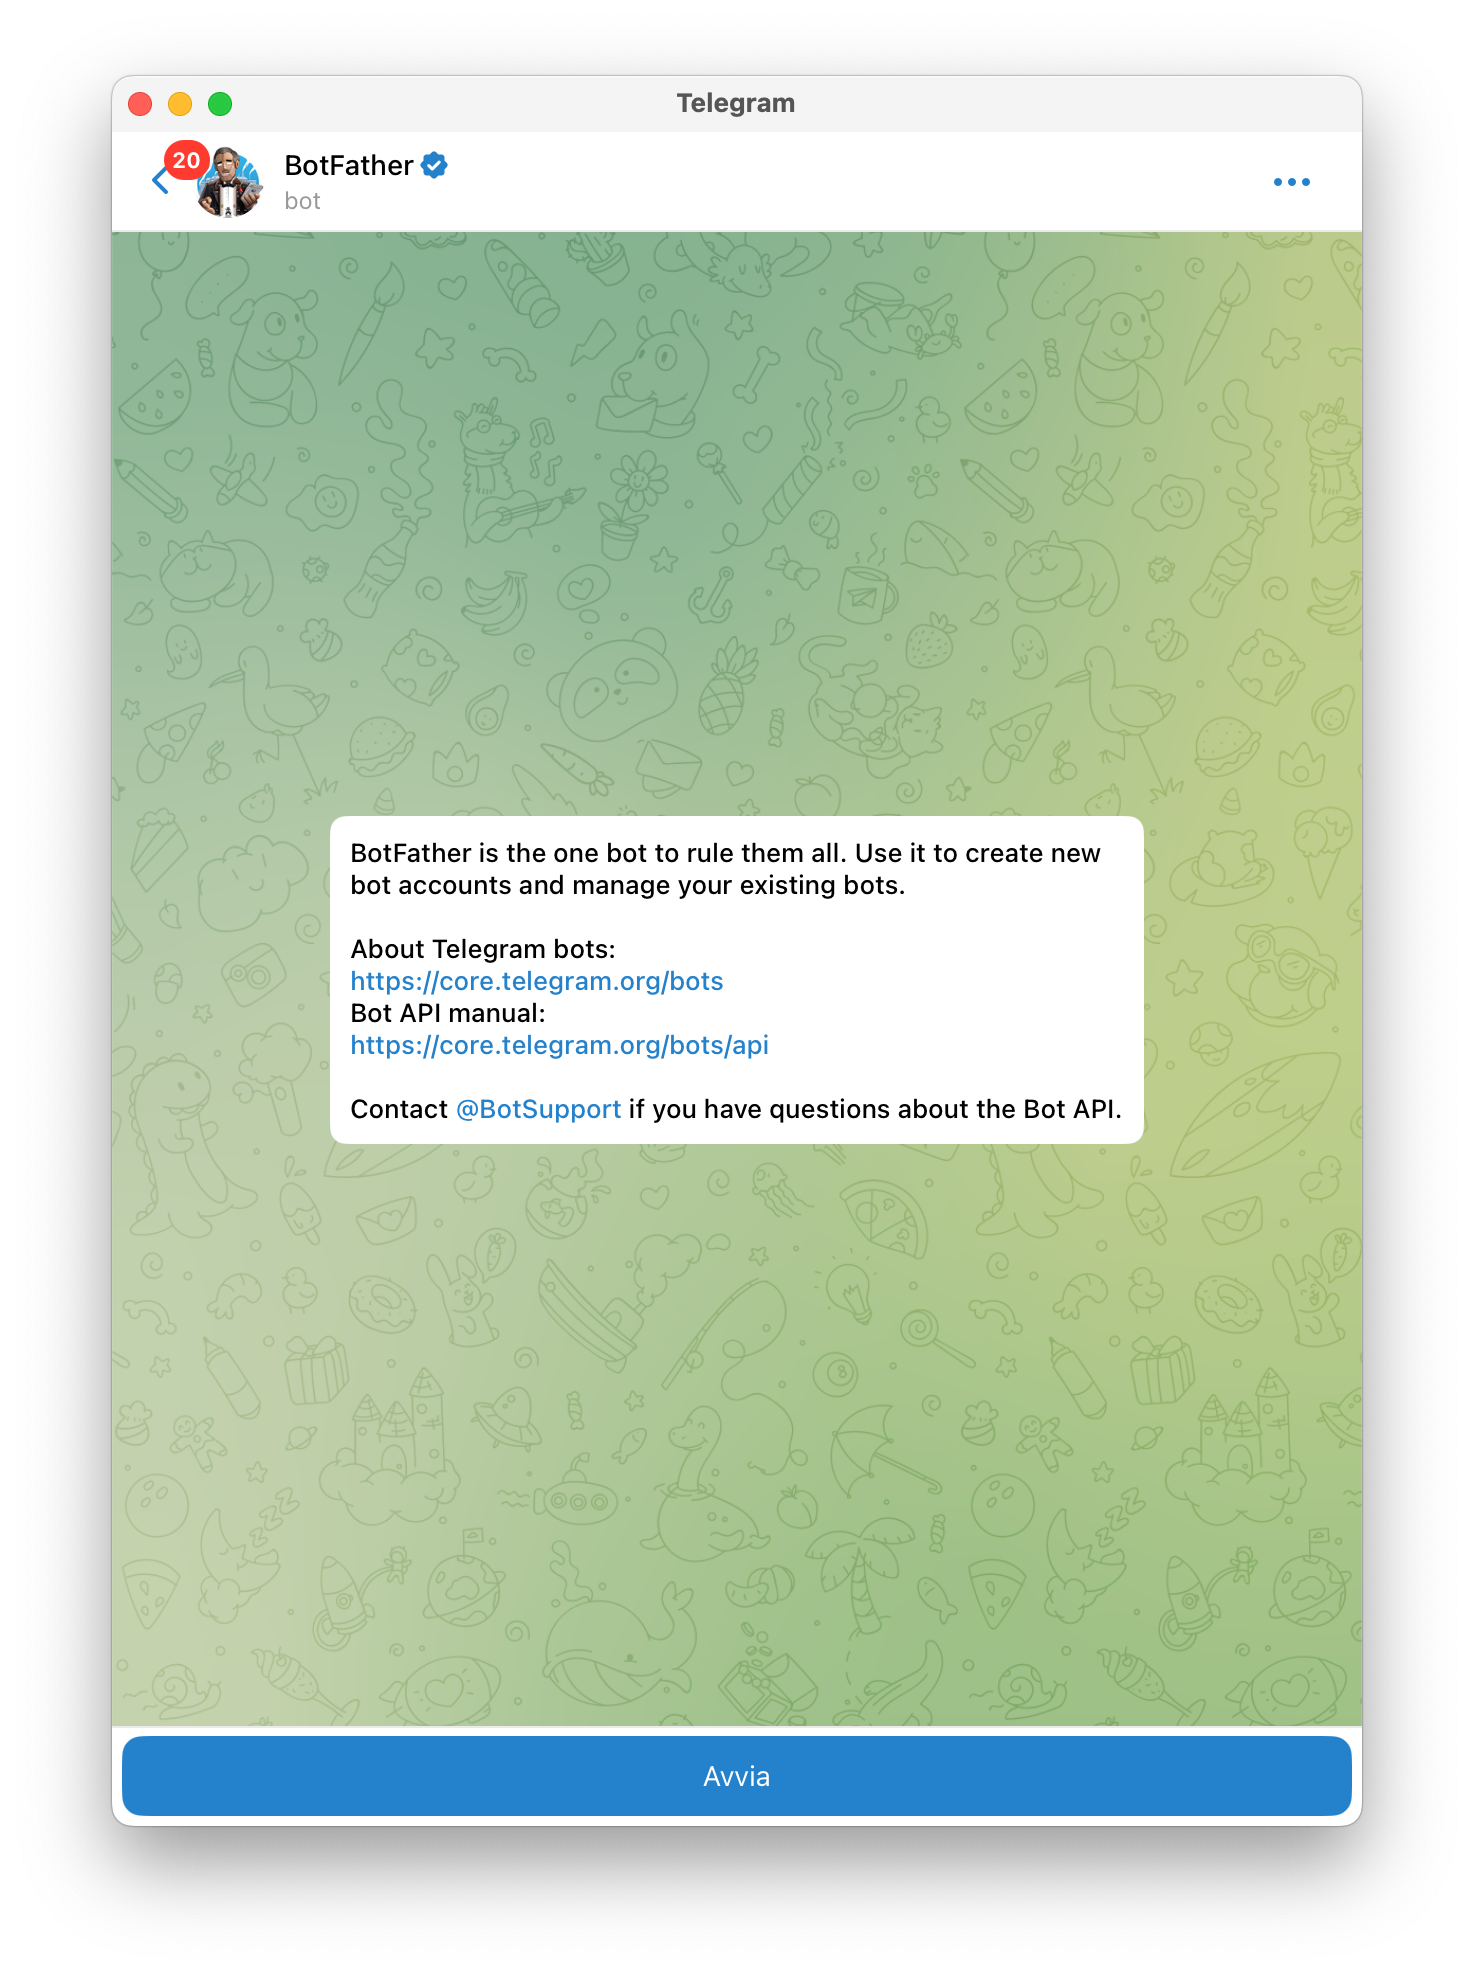 Telegram
20
BotFather
bot
BotFather is the one bot to rule them all. Use it to create new
bot accounts and manage your existing bots.
About Telegram bots:
https://core.telegram.org/bots
Bot API manual:
https://core.telegram.org/bots/api
Contact @BotSupport if you have questions about the Bot API.
Avvia